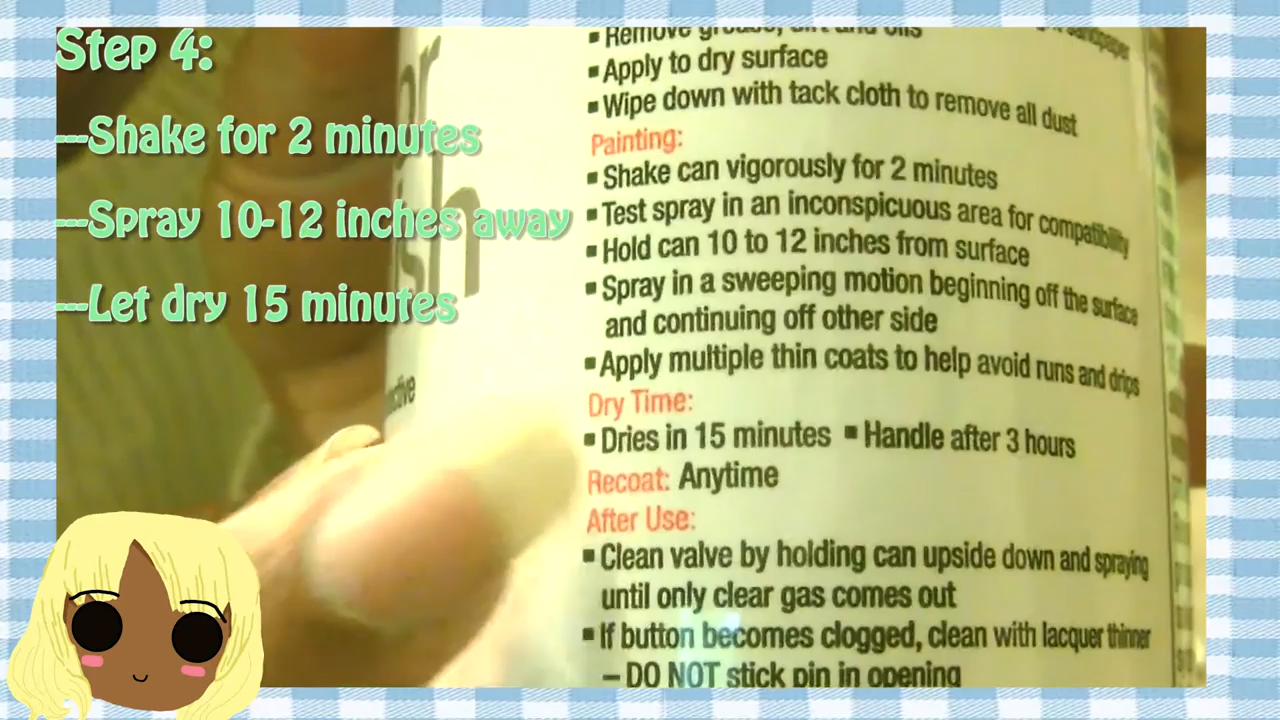 Step 4:
---Shake for 2 minutes
---Spray 10-12 inches away
---Let dry 15 minutes
▪ Remove grease, dirt and oils
sandpaper
▪ Apply to dry surface
▪ Wipe down with tack cloth to remove all dust
Painting:
▪ Shake can vigorously for 2 minutes
▪ Test spray in an inconspicuous area for compatibility
▪ Hold can 10 to 12 inches from surface
▪ Spray in a sweeping motion beginning off the surface
and continuing off other side
▪ Apply multiple thin coats to help avoid runs and drips
Dry Time:
▪ Dries in 15 minutes ▪ Handle after 3 hours
Recoat: Anytime
After Use:
▪ Clean valve by holding can upside down and spraying
until only clear gas comes out
▪ If button becomes clogged, clean with lacquer thinner
– DO NOT stick pin in opening